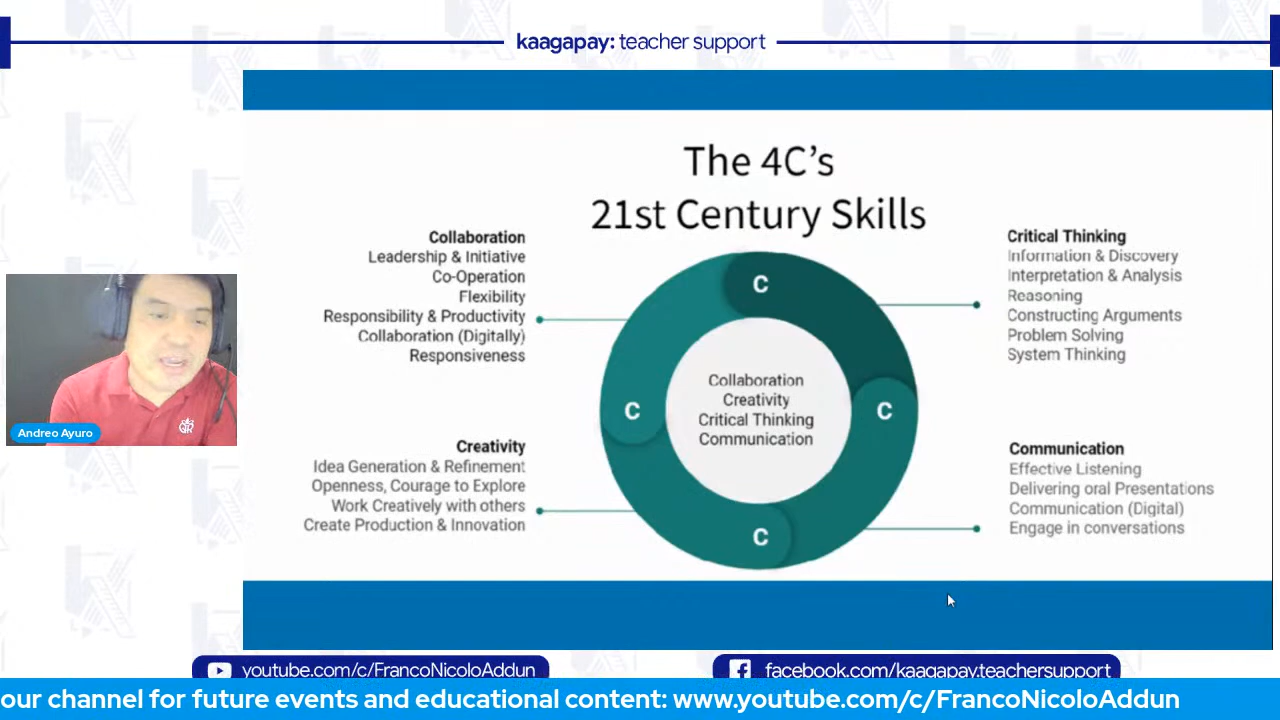 kaagapay: teacher support
The 4C’s
21st Century Skills
Collaboration
Leadership & Initiative
Co-Operation
Flexibility
Responsibility & Productivity
Collaboration (Digitally)
Responsiveness
Critical Thinking
Information & Discovery
Interpretation & Analysis
Reasoning
Constructing Arguments
Problem Solving
System Thinking
C
C
C
C
Collaboration
Creativity
Critical Thinking
Communication
Creativity
Idea Generation & Refinement
Openness, Courage to Explore
Work Creatively with others
Create Production & Innovation
Communication
Effective Listening
Delivering oral Presentations
Communication (Digital)
Engage in conversations
Andreo Ayuro
youtube.com/c/FrancoNicoloAddun
facebook.com/kaagapay.teachersupport
our channel for future events and educational content: www.youtube.com/c/FrancoNicoloAddun